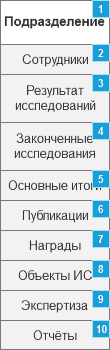 1
Подразделение
2
Сотрудники
3
Результат
исследований
4
Законченные
исследования
5
Основные итоги
6
Публикации
7
Награды
8
Объекты ИС
9
Экспертиза
10
Отчёты